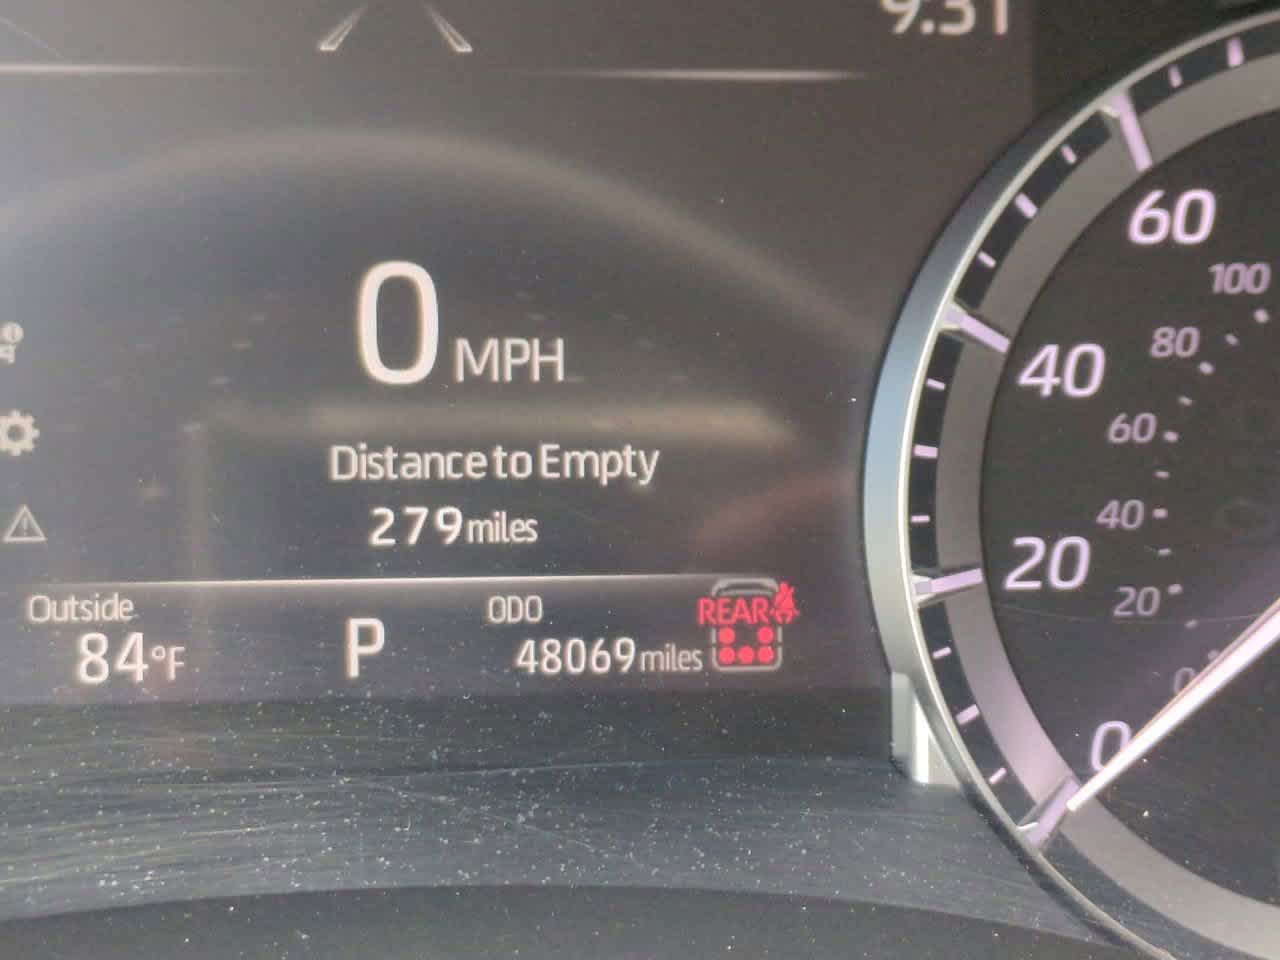 9:31
0 MPH
Distance to Empty
279 miles
Outside
84°F
P
ODO
48069 miles
REAR
60
100
40
80
60
40
20
20
0
0